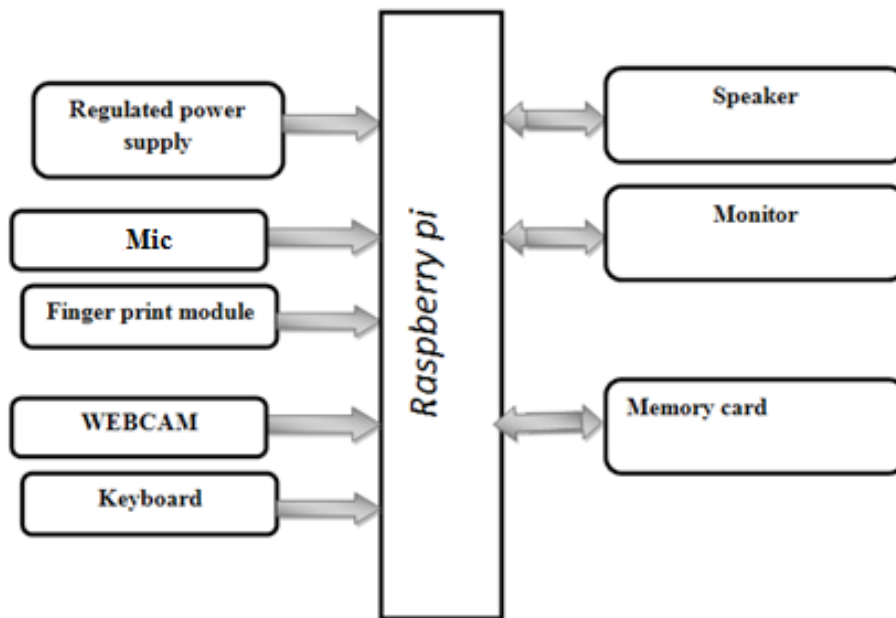 Regulated power
supply
Mic
Finger print module
WEBCAM
Keyboard
Raspberry pi
Speaker
Monitor
Memory card